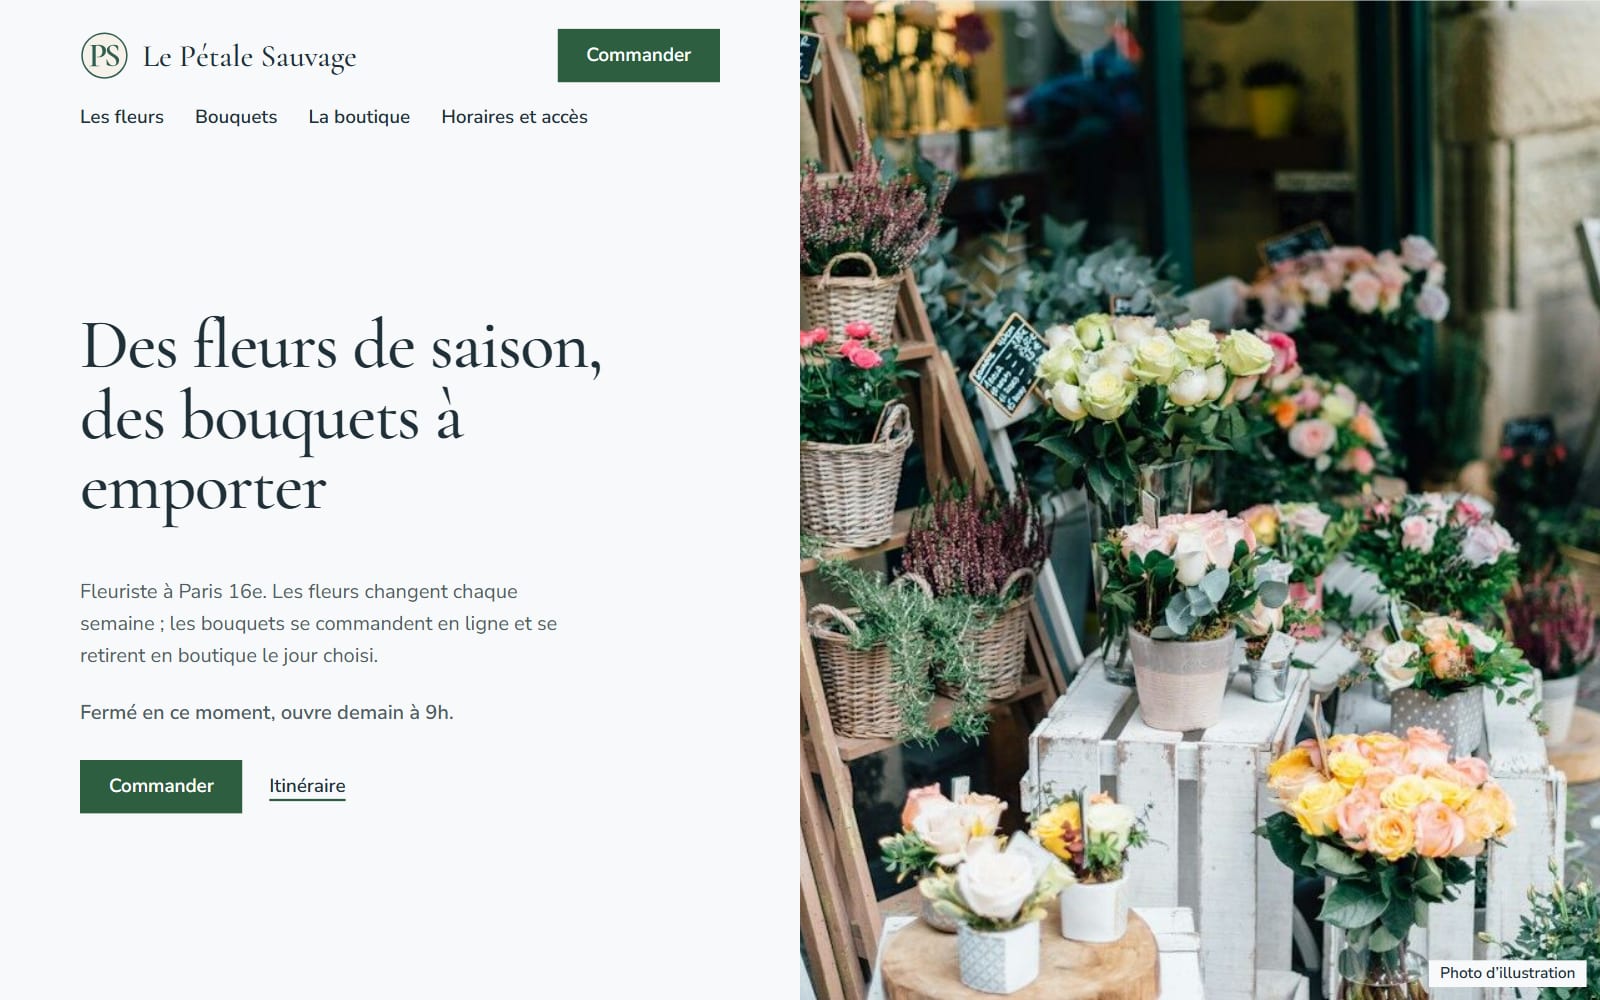 PS Le Pétale Sauvage
Commander
Les fleurs Bouquets La boutique Horaires et accès
Des fleurs de saison,
des bouquets à
emporter
Fleuriste à Paris 16e. Les fleurs changent chaque
semaine ; les bouquets se commandent en ligne et se
retirent en boutique le jour choisi.
Fermé en ce moment, ouvre demain à 9h.
Commander Itinéraire
Photo d’illustration